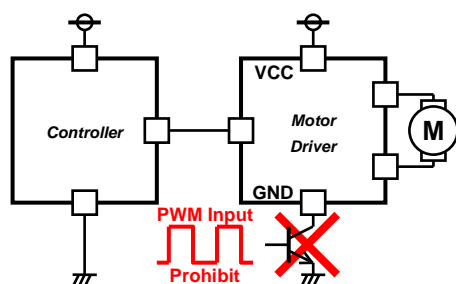 VCC
Controller
Motor
Driver
M
GND
PWM Input
Prohibit